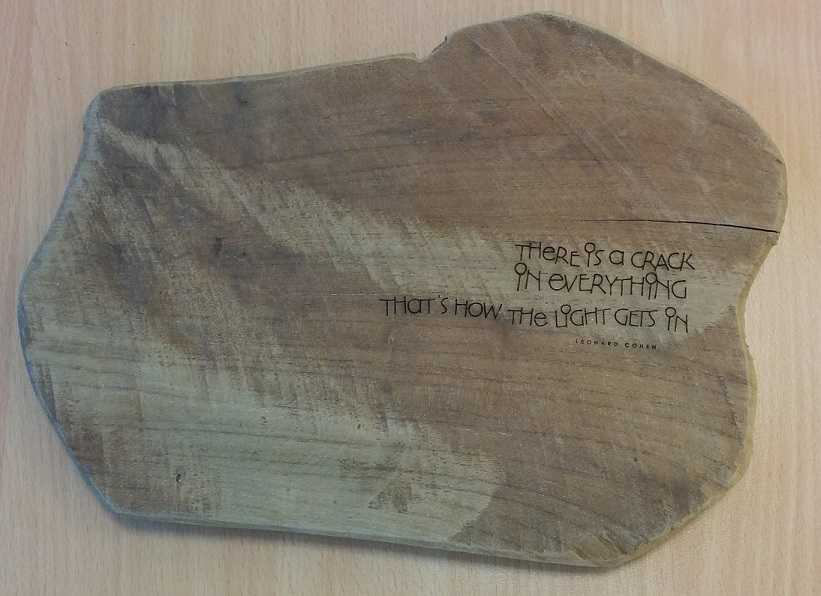 THERE IS A CRACK
IN EVERYTHING
THAT'S HOW THE LIGHT GETS IN
LEONARD COHEN